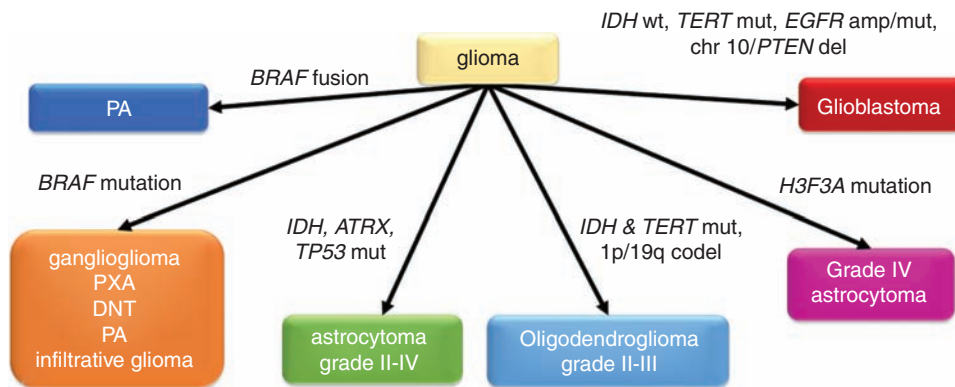 IDH wt, TERT mut, EGFR amp/mut,
chr 10/PTEN del
glioma
BRAF fusion
PA
Glioblastoma
BRAF mutation
H3F3A mutation
IDH, ATRX,
TP53 mut
IDH & TERT mut,
1p/19q codel
ganglioglioma
PXA
DNT
PA
infiltrative glioma
Grade IV
astrocytoma
astrocytoma
grade II-IV
Oligodendroglioma
grade II-III